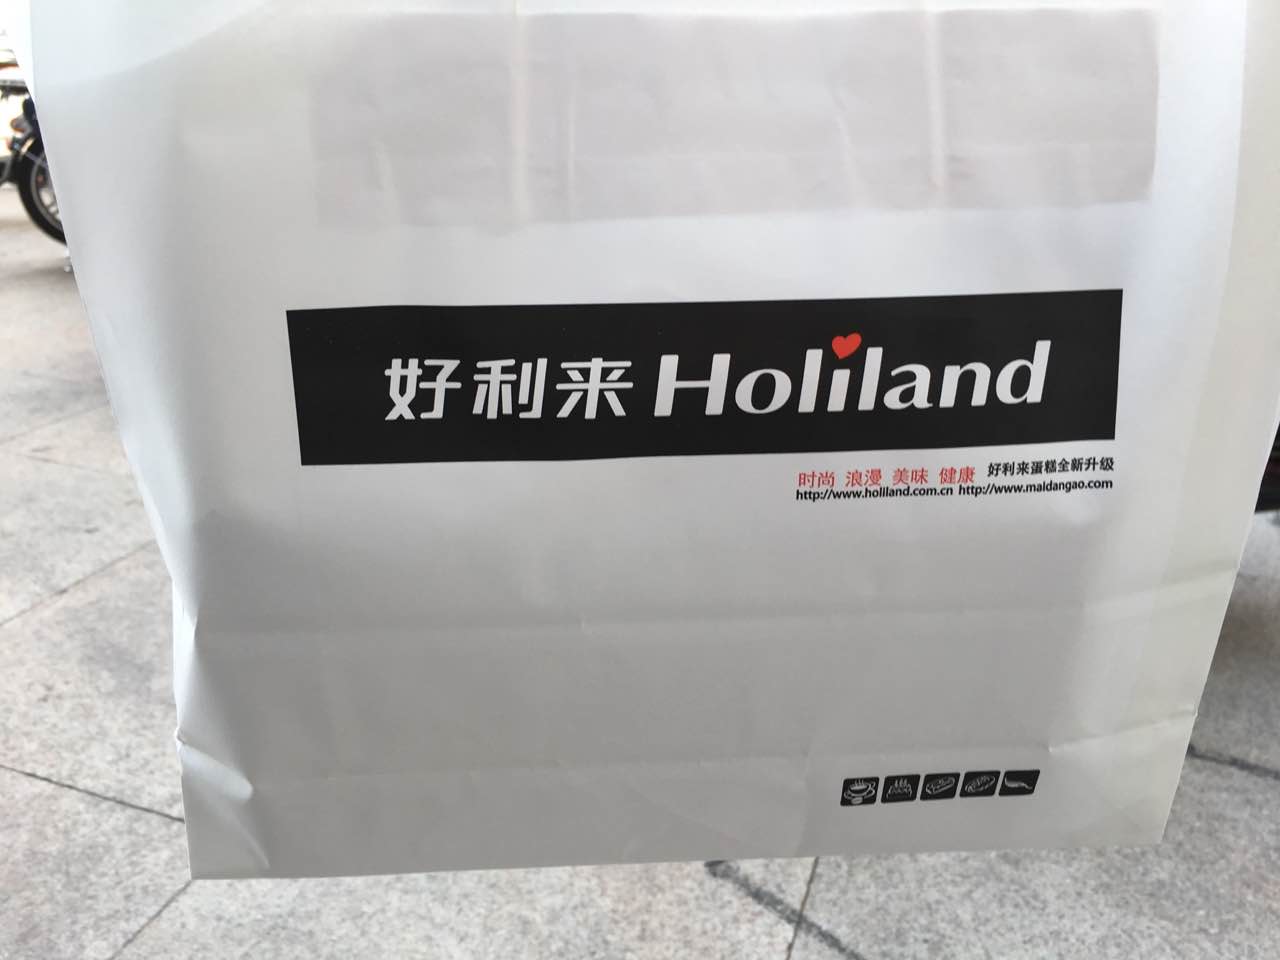 好利来 Holiland
时尚 浪漫 美味 健康 好利来蛋糕全新升级
http://www.holiland.com.cn http://www.maidangao.com